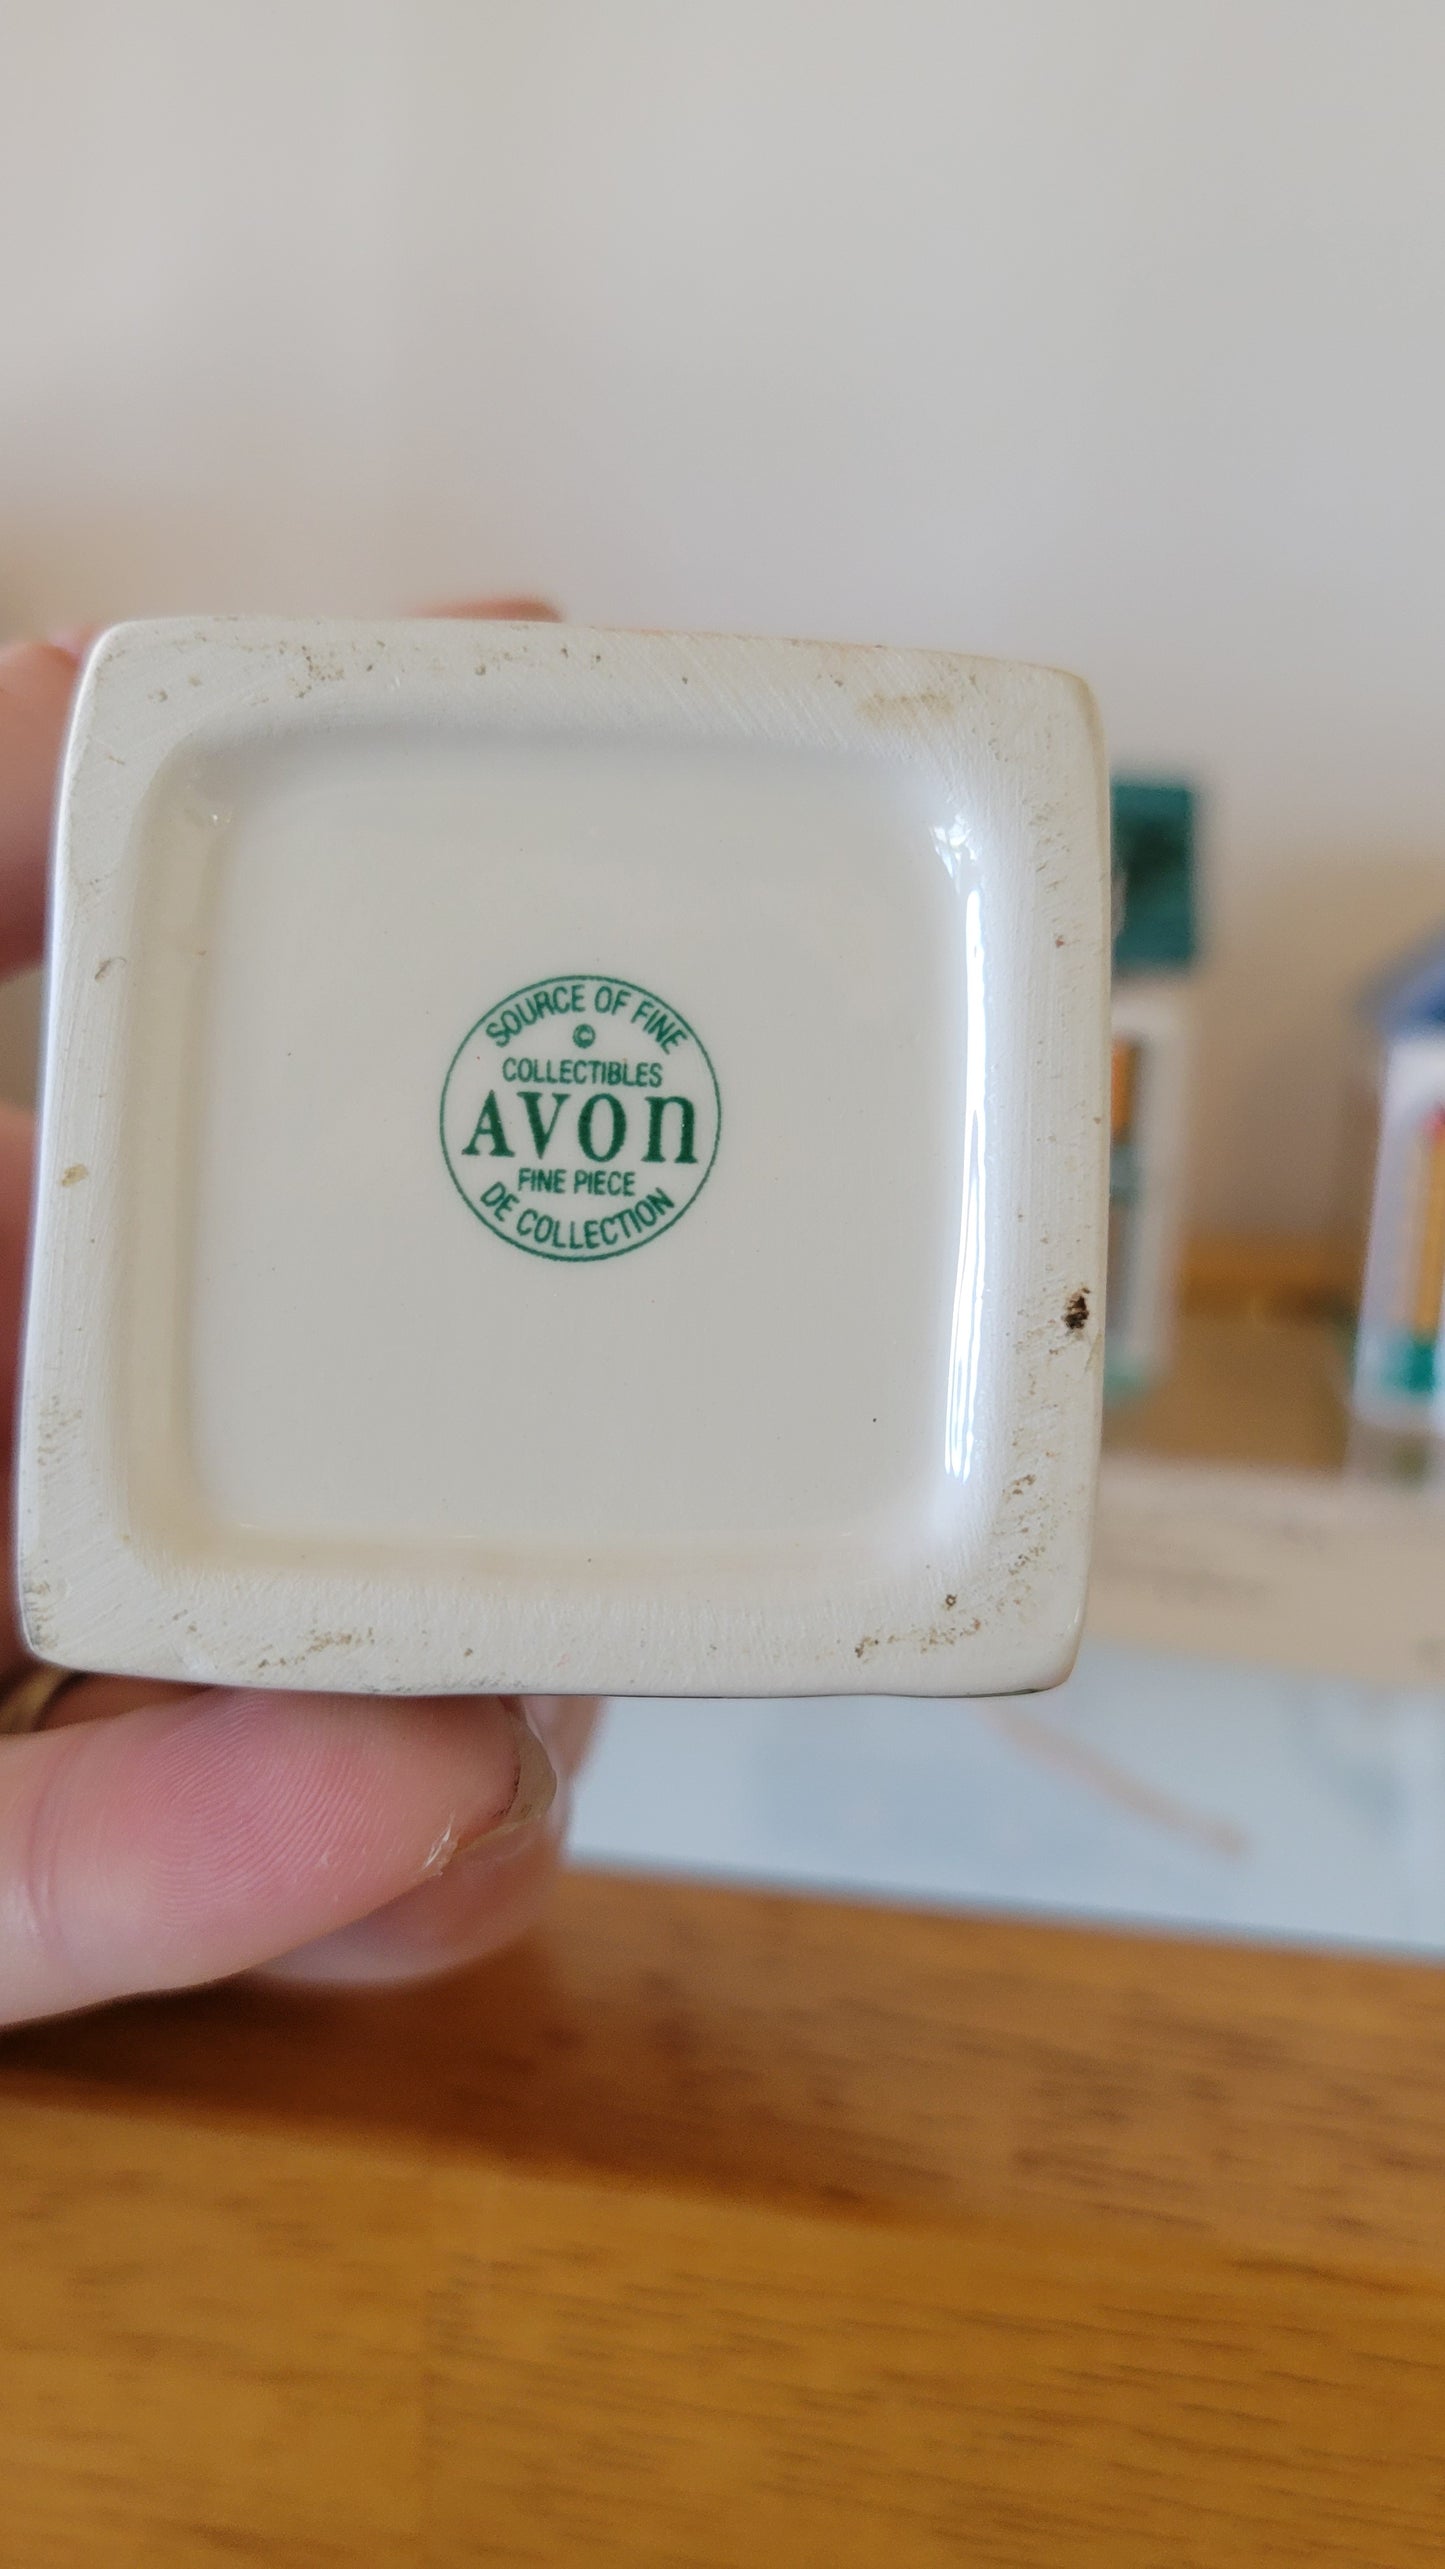 SOURCE OF FINE
©
COLLECTIBLES
AVON
FINE PIECE
DE COLLECTION